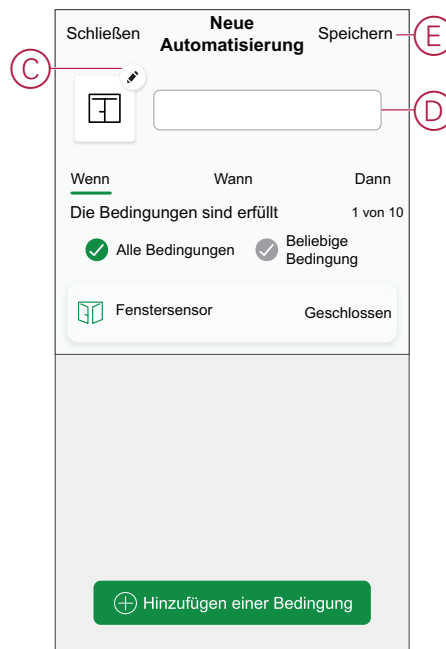 Schließen
Neue
Automatisierung
Speichern
E
C
D
Wenn
Wann
Dann
Die Bedingungen sind erfüllt
1 von 10
Alle Bedingungen
Beliebige
Bedingung
Fenstersensor
Geschlossen
Hinzufügen einer Bedingung